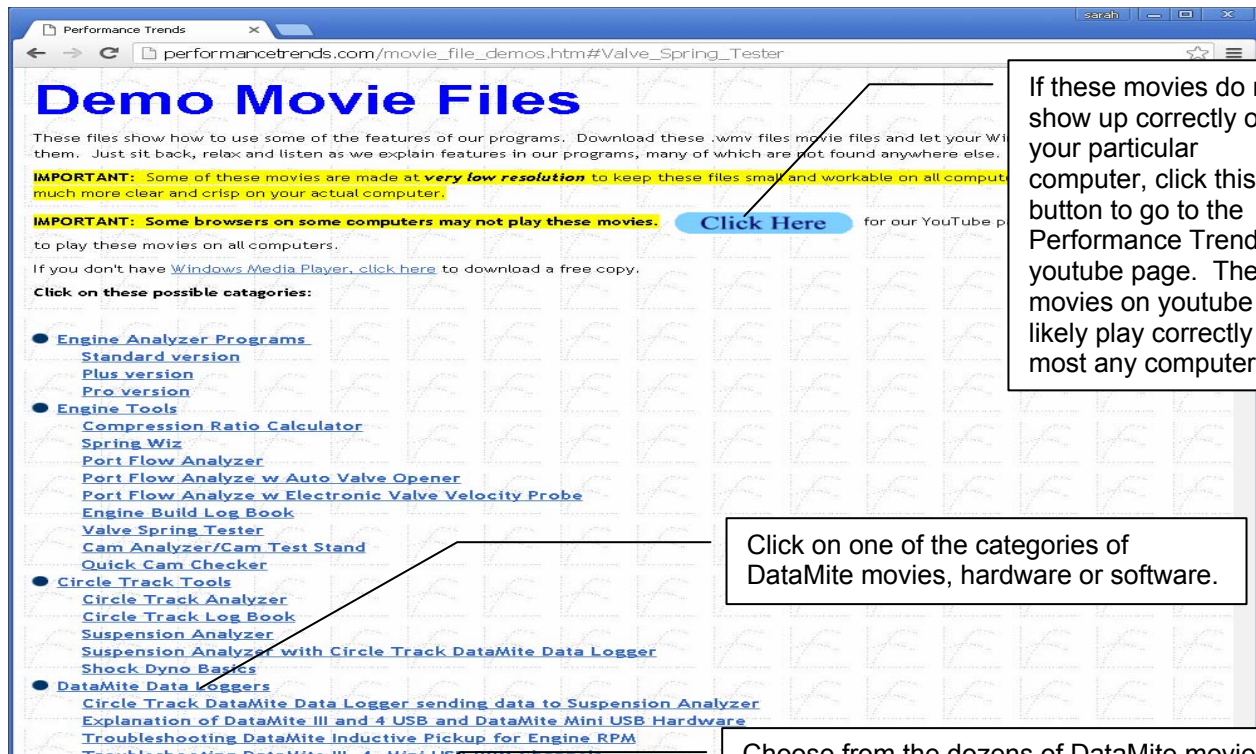 sarah
Performance Trends
performancetrends.com/movie_file_demos.htm#Valve_Spring_Tester
Demo Movie Files
These files show how to use some of the features of our programs. Download these .wmv files movie files and let your Wi
them. Just sit back, relax and listen as we explain features in our programs, many of which are not found anywhere else.
IMPORTANT: Some of these movies are made at very low resolution to keep these files small and workable on all comput
much more clear and crisp on your actual computer.
IMPORTANT: Some browsers on some computers may not play these movies. Click Here for our YouTube p
to play these movies on all computers.
If you don't have Windows Media Player, click here to download a free copy.
Click on these possible catagories:
Engine Analyzer Programs
Standard version
Plus version
Pro version
Engine Tools
Compression Ratio Calculator
Spring Wiz
Port Flow Analyzer
Port Flow Analyze w Auto Valve Opener
Port Flow Analyze w Electronic Valve Velocity Probe
Engine Build Log Book
Valve Spring Tester
Cam Analyzer/Cam Test Stand
Quick Cam Checker
Circle Track Tools
Circle Track Analyzer
Circle Track Log Book
Suspension Analyzer
Suspension Analyzer with Circle Track DataMite Data Logger
Shock Dyno Basics
DataMite Data Loggers
Circle Track DataMite Data Logger sending data to Suspension Analyzer
Explanation of DataMite III and 4 USB and DataMite Mini USB Hardware
Troubleshooting DataMite Inductive Pickup for Engine RPM
If these movies do
show up correctly o
your particular
computer, click this
button to go to the
Performance Trend
youtube page. The
movies on youtube
likely play correctly
most any computer
Click on one of the categories of
DataMite movies, hardware or software.
Choose from the dozens of DataMite movie